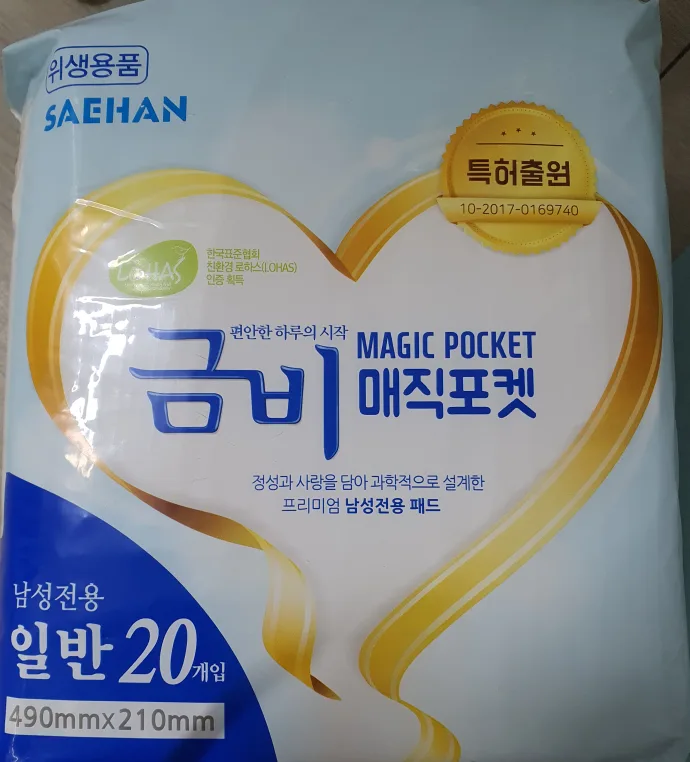 위생용품
SAEHAN
특허출원
10-2017-0169740
LOHAS
한국표준협회
친환경 로하스(LOHAS)
인증 획득
편안한 하루의 시작
금비
MAGIC POCKET
매직포켓
정성과 사랑을 담아 과학적으로 설계한
프리미엄 남성전용 패드
남성전용
일반 20개입
490mmx210mm